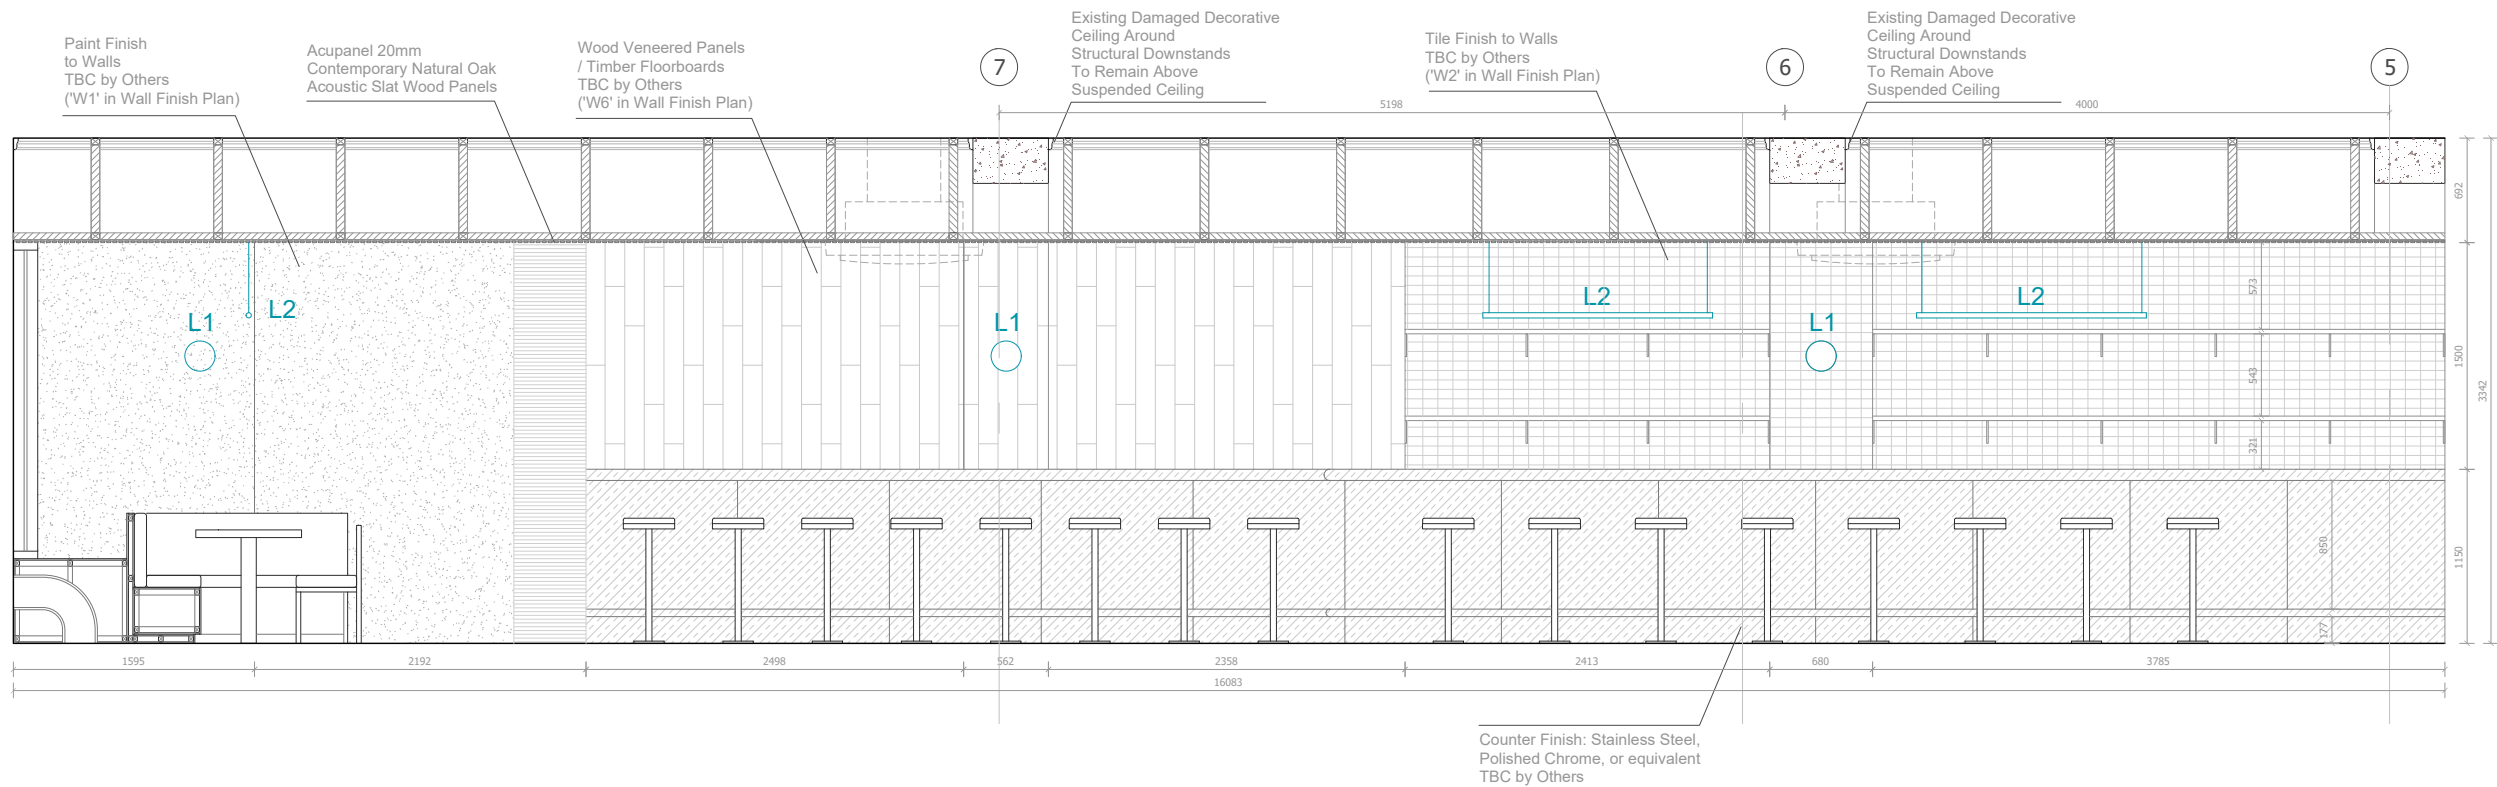 Paint Finish
to Walls
TBC by Others
('W1' in Wall Finish Plan)
Acupanel 20mm
Contemporary Natural Oak
Acoustic Slat Wood Panels
Wood Veneered Panels
/ Timber Floorboards
TBC by Others
('W6' in Wall Finish Plan)
7
Existing Damaged Decorative
Ceiling Around
Structural Downstands
To Remain Above
Suspended Ceiling
Tile Finish to Walls
TBC by Others
('W2' in Wall Finish Plan)
6
Existing Damaged Decorative
Ceiling Around
Structural Downstands
To Remain Above
Suspended Ceiling
5
5198
4000
692
L1
L2
L1
L2
L1
L2
573
543
321
1500
3342
850
1150
177
1595
2192
2498
562
2358
2413
680
3785
16083
Counter Finish: Stainless Steel,
Polished Chrome, or equivalent
TBC by Others